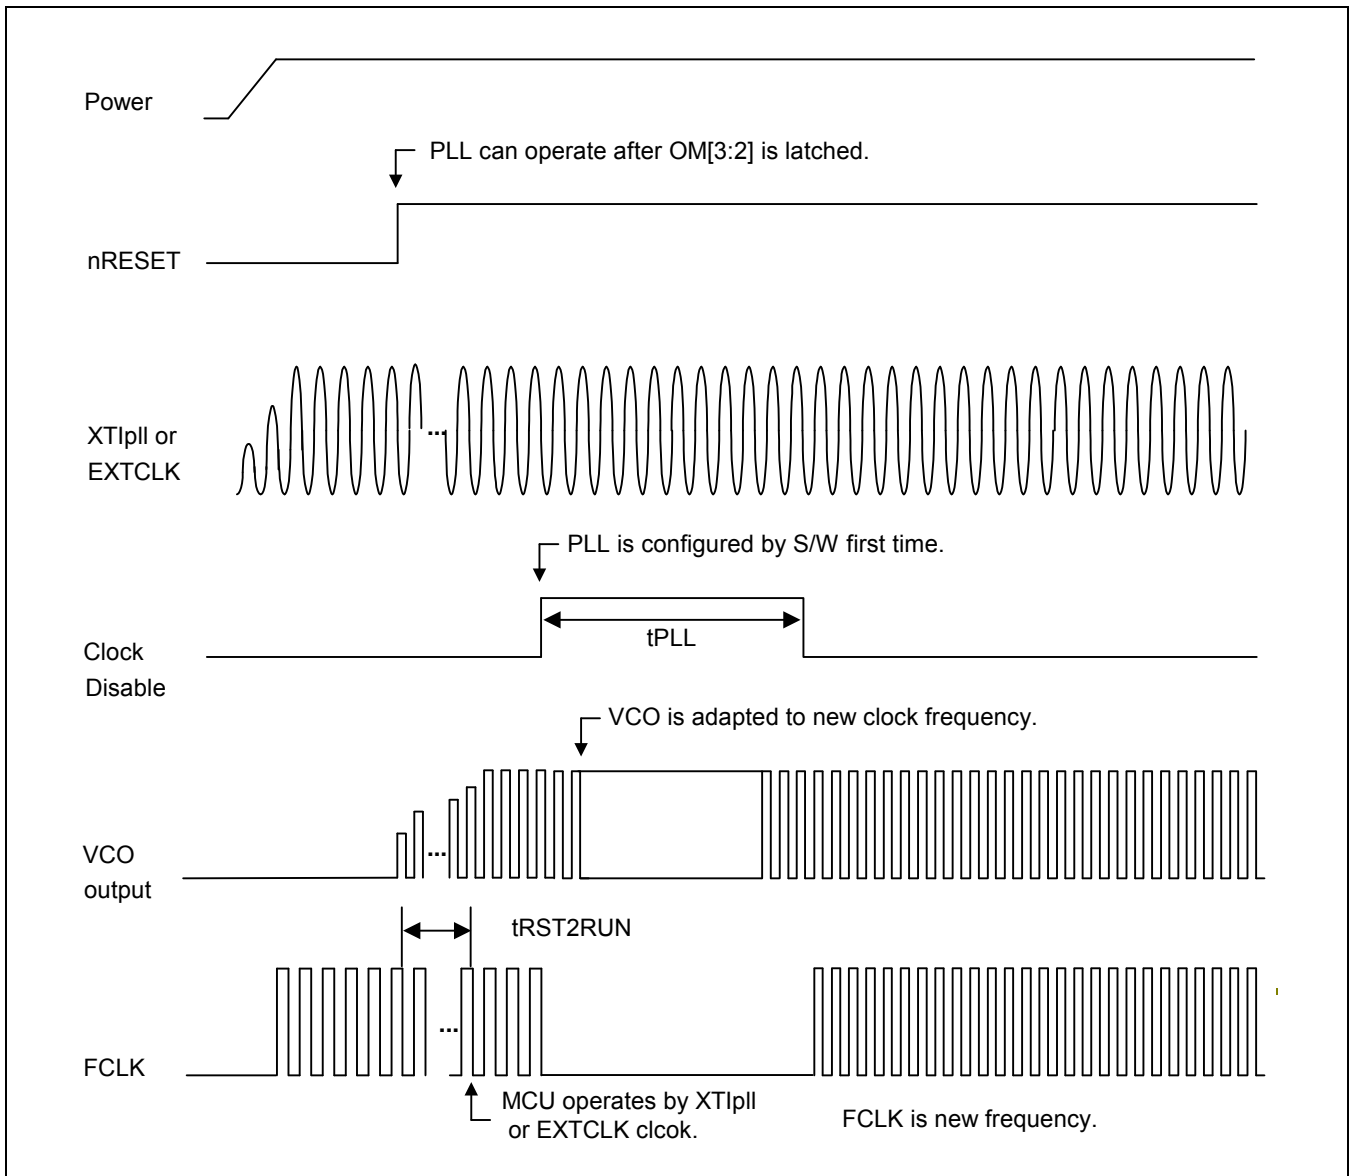 Power
PLL can operate after OM[3:2] is latched.
nRESET
XTIpll or
EXTCLK
...
PLL is configured by S/W first time.
tPLL
Clock
Disable
VCO is adapted to new clock frequency.
VCO
output
...
tRST2RUN
...
FCLK
MCU operates by XTIpll
or EXTCLK clcok.
FCLK is new frequency.